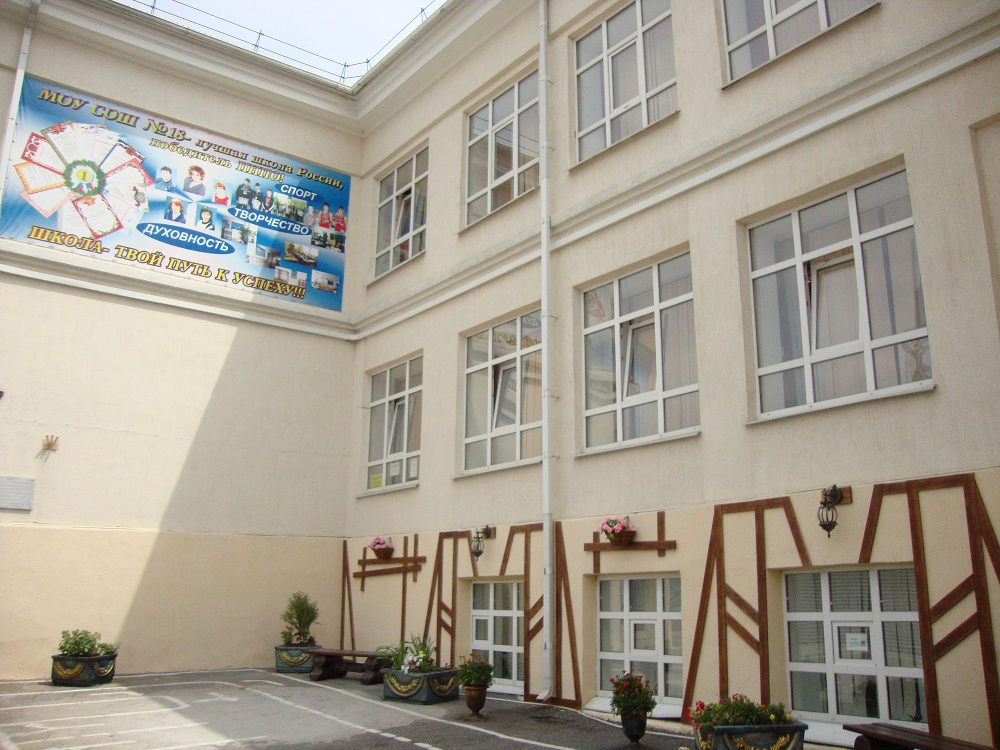 МОУ СОШ №18- лучшая школа России,
победитель ПНПО!
СПОРТ
ТВОРЧЕСТВО
ДУХОВНОСТЬ
ШКОЛА- ТВОЙ ПУТЬ К УСПЕХУ!!!